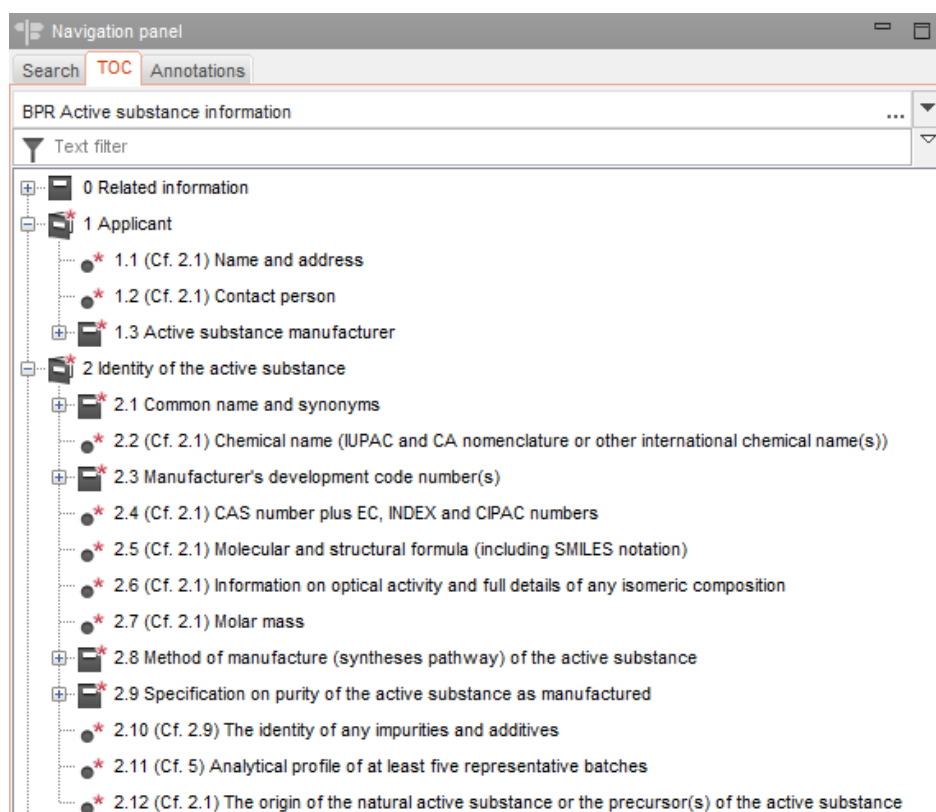 Navigation panel
Search TOC Annotations
BPR Active substance information ...
Text filter
0 Related information
1 Applicant
1.1 (Cf. 2.1) Name and address
1.2 (Cf. 2.1) Contact person
1.3 Active substance manufacturer
2 Identity of the active substance
2.1 Common name and synonyms
2.2 (Cf. 2.1) Chemical name (IUPAC and CA nomenclature or other international chemical name(s))
2.3 Manufacturer's development code number(s)
2.4 (Cf. 2.1) CAS number plus EC, INDEX and CIPAC numbers
2.5 (Cf. 2.1) Molecular and structural formula (including SMILES notation)
2.6 (Cf. 2.1) Information on optical activity and full details of any isomeric composition
2.7 (Cf. 2.1) Molar mass
2.8 Method of manufacture (syntheses pathway) of the active substance
2.9 Specification on purity of the active substance as manufactured
2.10 (Cf. 2.9) The identity of any impurities and additives
2.11 (Cf. 5) Analytical profile of at least five representative batches
2.12 (Cf. 2.1) The origin of the natural active substance or the precursor(s) of the active substance